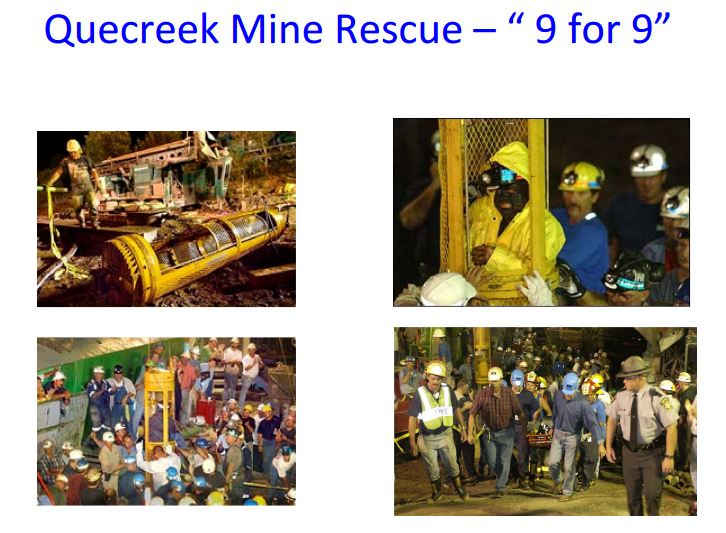 Quecreek Mine Rescue – “ 9 for 9”